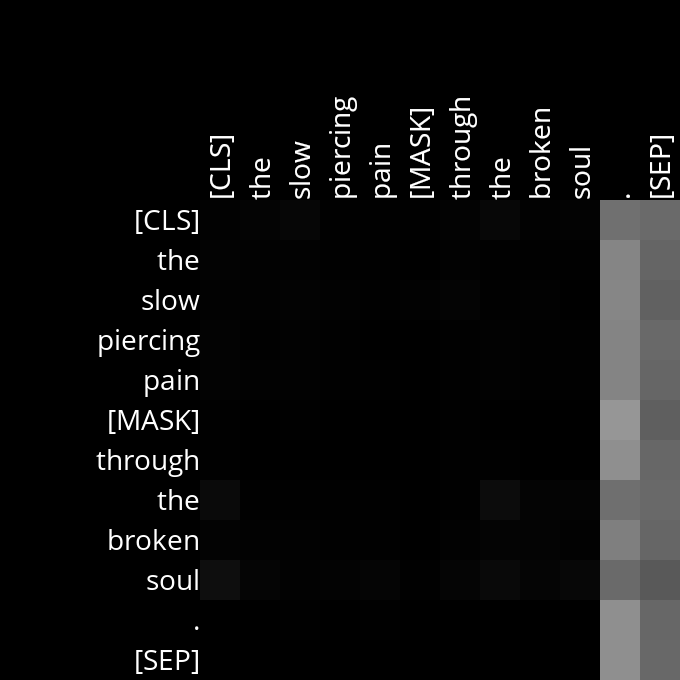 [CLS] the slow piercing pain [MASK] through the broken soul . [SEP]
[CLS]
the
slow
piercing
pain
[MASK]
through
the
broken
soul
.
[SEP]